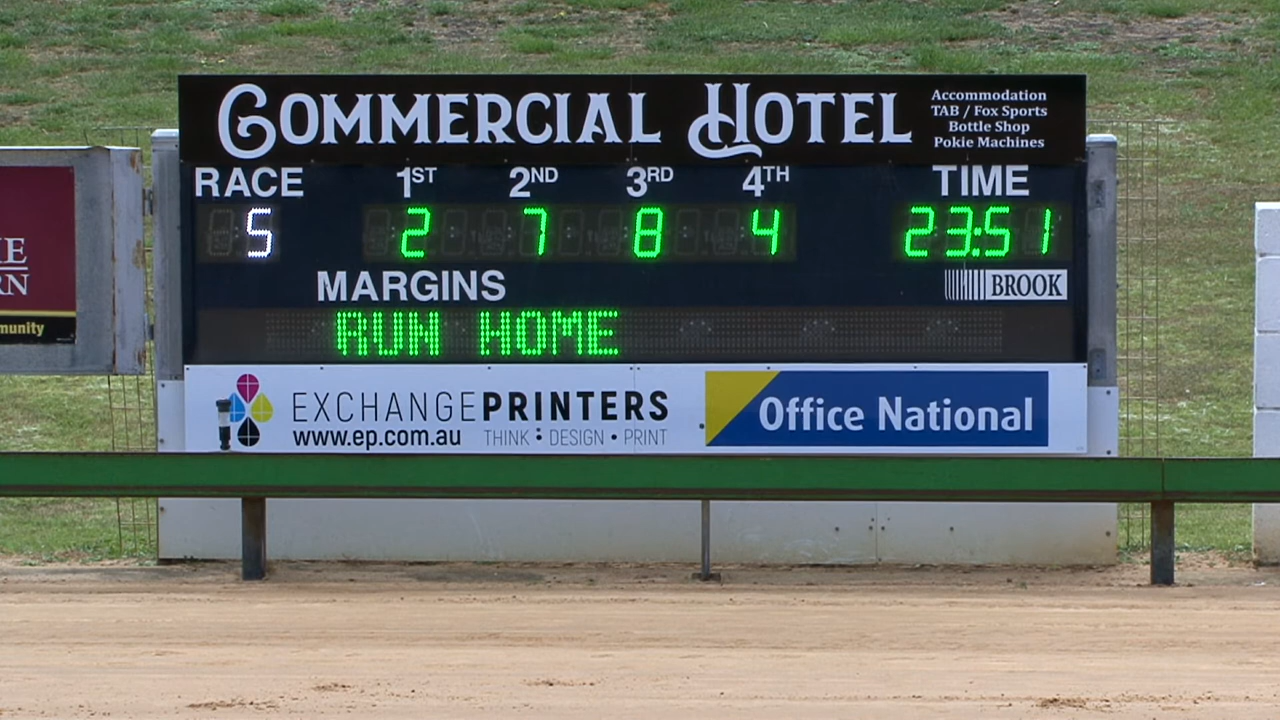 COMMERCIAL HOTEL
Accommodation
TAB / Fox Sports
Bottle Shop
Pokie Machines
RACE 1ST 2ND 3RD 4TH TIME
5 2 7 8 4 23:51
MARGINS
BROOK
RUN HOME
EXCHANGEPRINTERS
www.ep.com.au THINK : DESIGN • PRINT
Office National